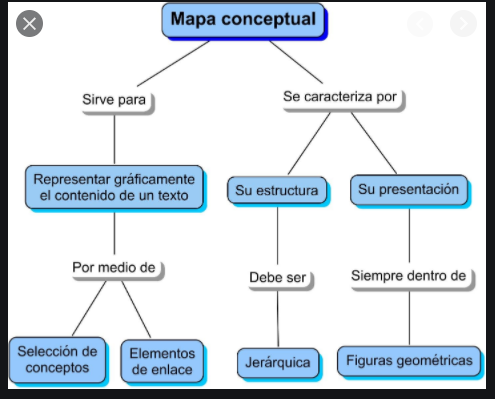 Mapa conceptual
Sirve para
Se caracteriza por
Representar gráficamente
el contenido de un texto
Su estructura
Su presentación
Por medio de
Debe ser
Siempre dentro de
Selección de
conceptos
Elementos
de enlace
Jerárquica
Figuras geométricas